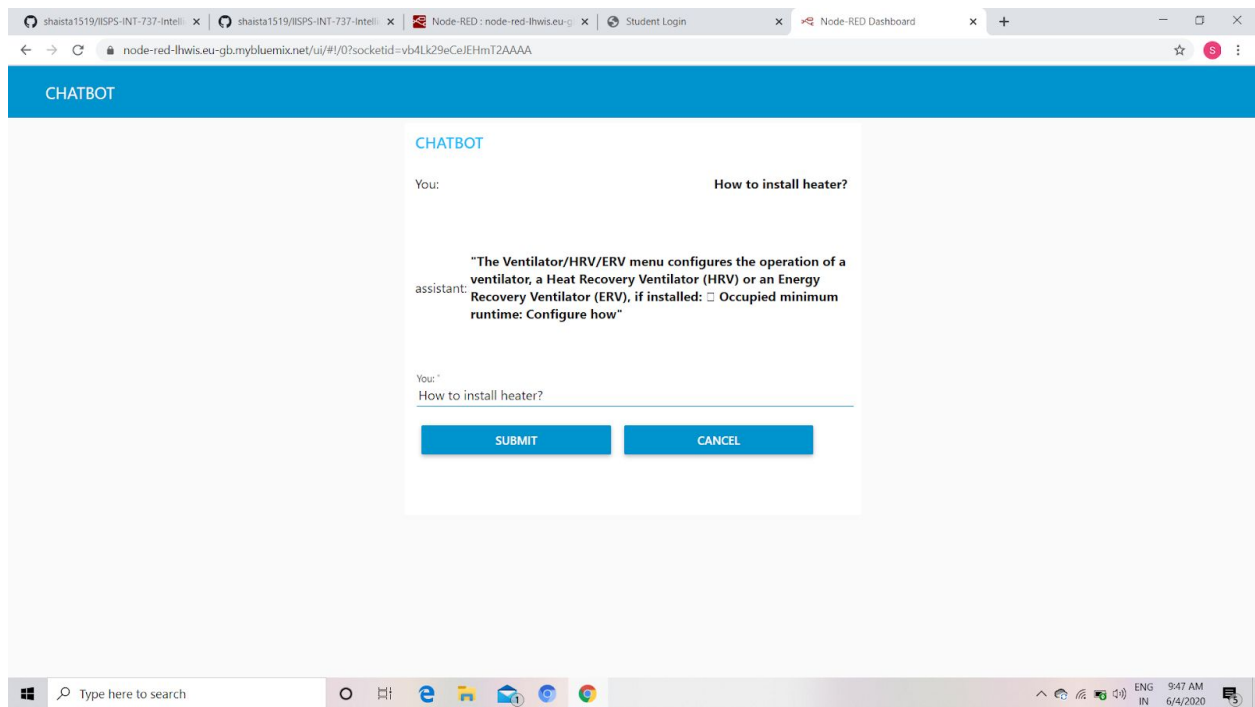 shaista1519/IISPS-INT-737-Intelli
shaista1519/IISPS-INT-737-Intelli
Node-RED : node-red-lhwis.eu-g
Student Login
Node-RED Dashboard
node-red-lhwis.eu-gb.mybluemix.net/ui/#!/0?socketid=vb4Lk29eCeJEHmT2AAAA
S
CHATBOT
CHATBOT
You:
How to install heater?
assistant:
"The Ventilator/HRV/ERV menu configures the operation of a
ventilator, a Heat Recovery Ventilator (HRV) or an Energy
Recovery Ventilator (ERV), if installed: □ Occupied minimum
runtime: Configure how"
You: *
How to install heater?
SUBMIT
CANCEL
Type here to search
1
ENG
IN
9:47 AM
6/4/2020
5